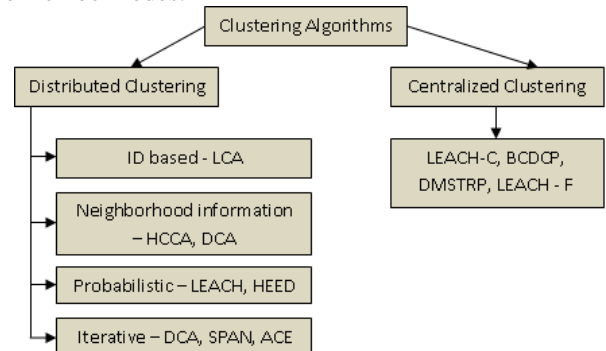 Clustering Algorithms
Distributed Clustering
Centralized Clustering
ID based - LCA
Neighborhood information
– HCCA, DCA
Probabilistic – LEACH, HEED
Iterative – DCA, SPAN, ACE
LEACH-C, BCDCP,
DMSTRP, LEACH - F